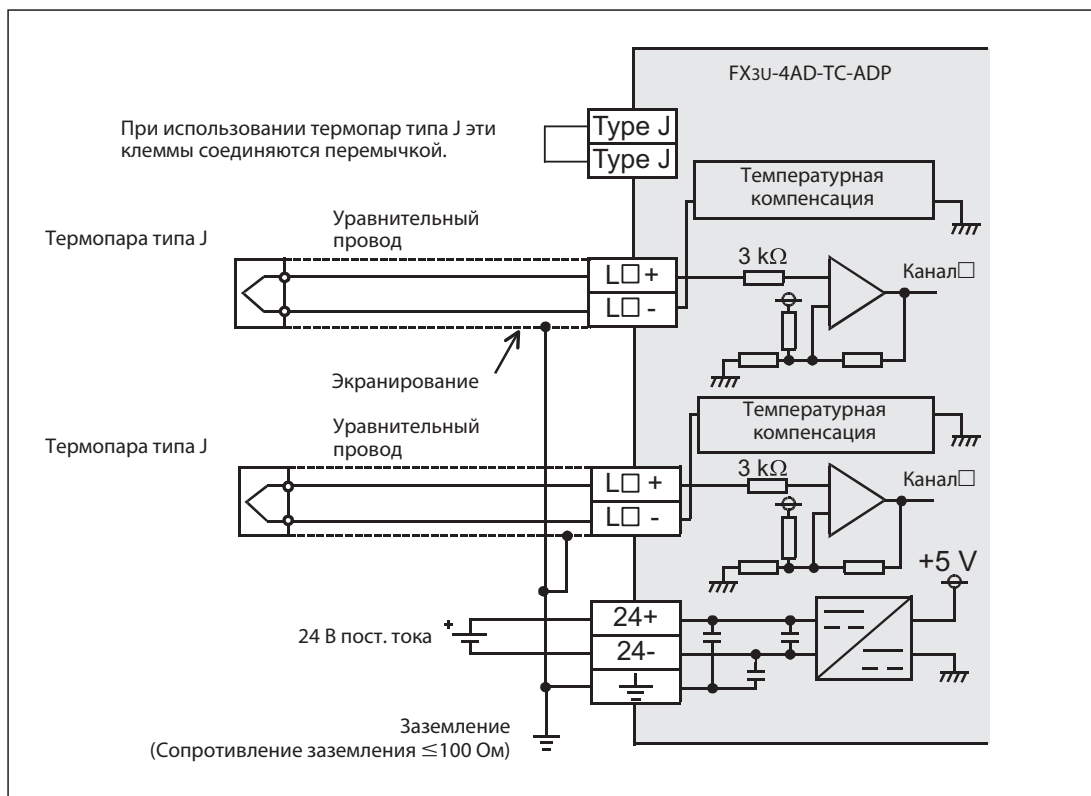 FX3U-4AD-TC-ADP
При использовании термопар типа J эти
клеммы соединяются перемычкой.
Type J
Type J
Температурная
компенсация
Уравнительный
провод
Термопара типа J
L□ +
L□ -
3 kΩ
Канал□
Экранирование
Температурная
компенсация
Уравнительный
провод
Термопара типа J
L□ +
L□ -
3 kΩ
Канал□
+5 V
24 В пост. тока
+
24+
24-
Заземление
(Сопротивление заземления ≤100 Ом)